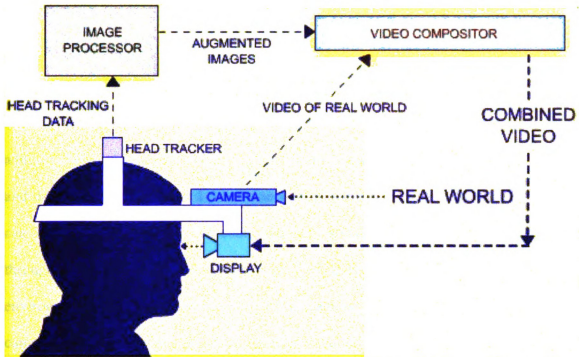 IMAGE
PROCESSOR
AUGMENTED
IMAGES
VIDEO COMPOSITOR
HEAD TRACKING
DATA
VIDEO OF REAL WORLD
COMBINED
VIDEO
HEAD TRACKER
CAMERA
REAL WORLD
DISPLAY